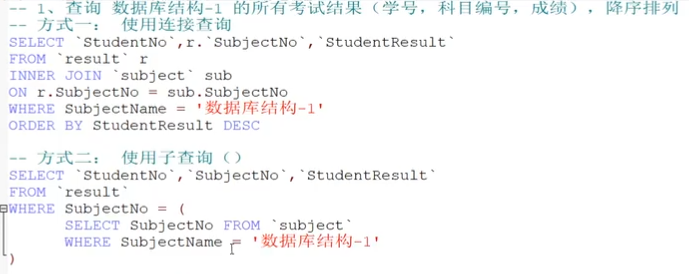 -- 1、查询 数据库结构-1 的所有考试结果（学号，科目编号，成绩），降序排列
-- 方式一： 使用连接查询
SELECT `StudentNo`,r.`SubjectNo`,`StudentResult`
FROM `result` r
INNER JOIN `subject` sub
ON r.SubjectNo = sub.SubjectNo
WHERE SubjectName = '数据库结构-1'
ORDER BY StudentResult DESC
-- 方式二： 使用子查询（）
SELECT `StudentNo`,`SubjectNo`,`StudentResult`
FROM `result`
WHERE SubjectNo = (
SELECT SubjectNo FROM `subject`
WHERE SubjectName = '数据库结构-1'
)